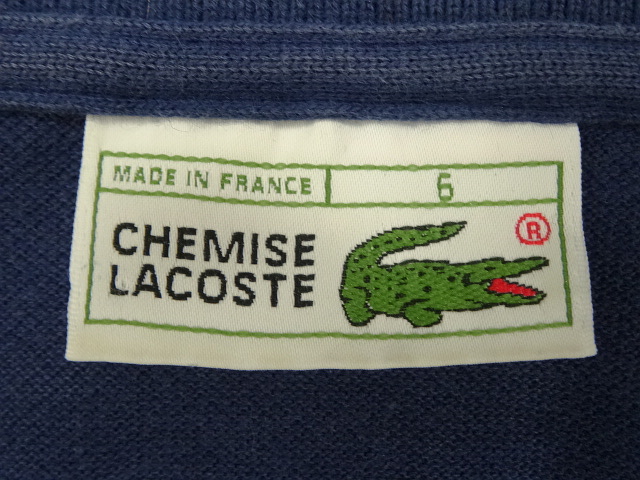 MADE IN FRANCE 6
CHEMISE
LACOSTE
®